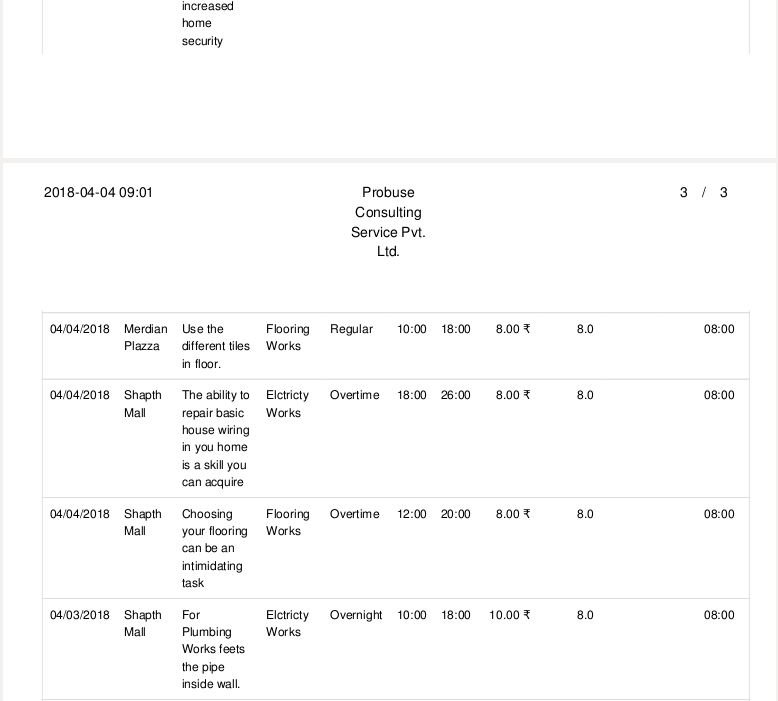 increased
home
security
2018-04-04 09:01 Probuse 3 / 3
Consulting
Service Pvt.
Ltd.
04/04/2018 Merdian Use the Flooring Regular 10:00 18:00 8.00 ₹ 8.0 08:00
Plazza different tiles Works
in floor.
04/04/2018 Shapth The ability to Elctricty Overtime 18:00 26:00 8.00 ₹ 8.0 08:00
Mall repair basic Works
house wiring
in you home
is a skill you
can acquire
04/04/2018 Shapth Choosing Flooring Overtime 12:00 20:00 8.00 ₹ 8.0 08:00
Mall your flooring Works
can be an
intimidating
task
04/03/2018 Shapth For Elctricty Overnight 10:00 18:00 10.00 ₹ 8.0 08:00
Mall Plumbing Works
Works feets
the pipe
inside wall.